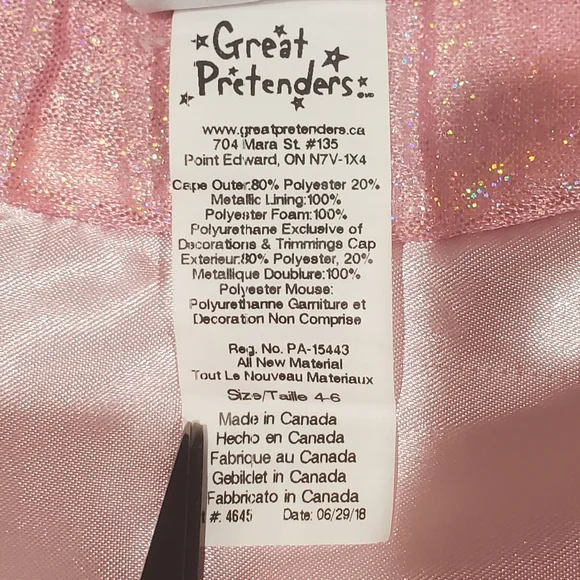 Great
Pretenders
www.greatpretenders.ca
704 Mara St. #135
Point Edward, ON N7V-1X4
Cape Outer:80% Polyester 20%
Metallic Lining:100%
Polyester Foam:100%
Polyurethane Exclusive of
Decorations & Trimmings Cap
Exterieur:80% Polyester, 20%
Metallique Doublure:100%
Polyester Mouse:
Polyurethanne Garniture et
Decoration Non Comprise
Reg. No. PA-15443
All New Material
Tout Le Nouveau Materiaux
Size/Taille 4-6
Made in Canada
Hecho en Canada
Fabrique au Canada
Gebilclet in Canada
Fabbricato in Canada
#: 4645 Date: 06/29/18